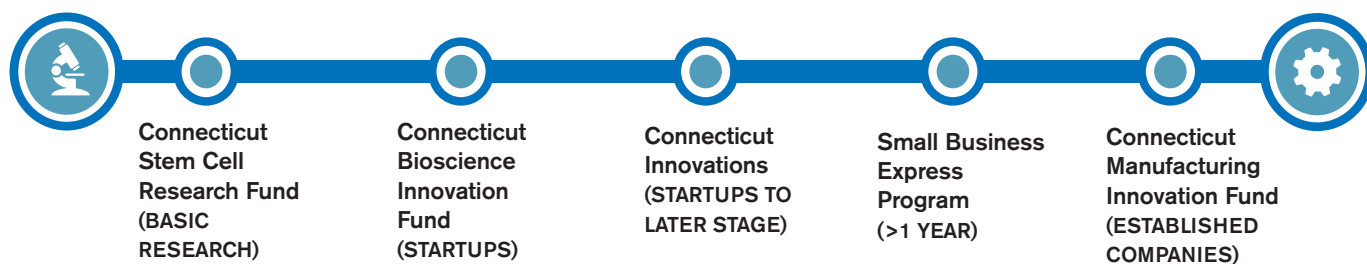 Connecticut
Stem Cell
Research Fund
(BASIC
RESEARCH)
Connecticut
Bioscience
Innovation
Fund
(STARTUPS)
Connecticut
Innovations
(STARTUPS TO
LATER STAGE)
Small Business
Express
Program
(>1 YEAR)
Connecticut
Manufacturing
Innovation Fund
(ESTABLISHED
COMPANIES)